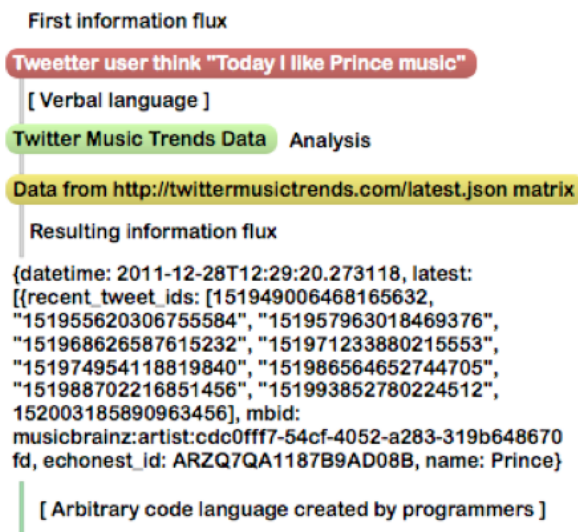 First information flux
Tweetter user think "Today I like Prince music"
[ Verbal language ]
Twitter Music Trends Data Analysis
Data from http://twittermusictrends.com/latest.json matrix
Resulting information flux
{datetime: 2011-12-28T12:29:20.273118, latest:
[{recent_tweet_ids: [151949006468165632,
"151955620306755584", "151957963018469376",
"151968626587615232", "151971233880215553",
"151974954118819840", "151986564652744705",
"151988702216851456", "151993852780224512",
152003185890963456], mbid:
musicbrainz:artist:cdc0fff7-54cf-4052-a283-319b648670
fd, echonest_id: ARZQ7QA1187B9AD08B, name: Prince}
[ Arbitrary code language created by programmers ]